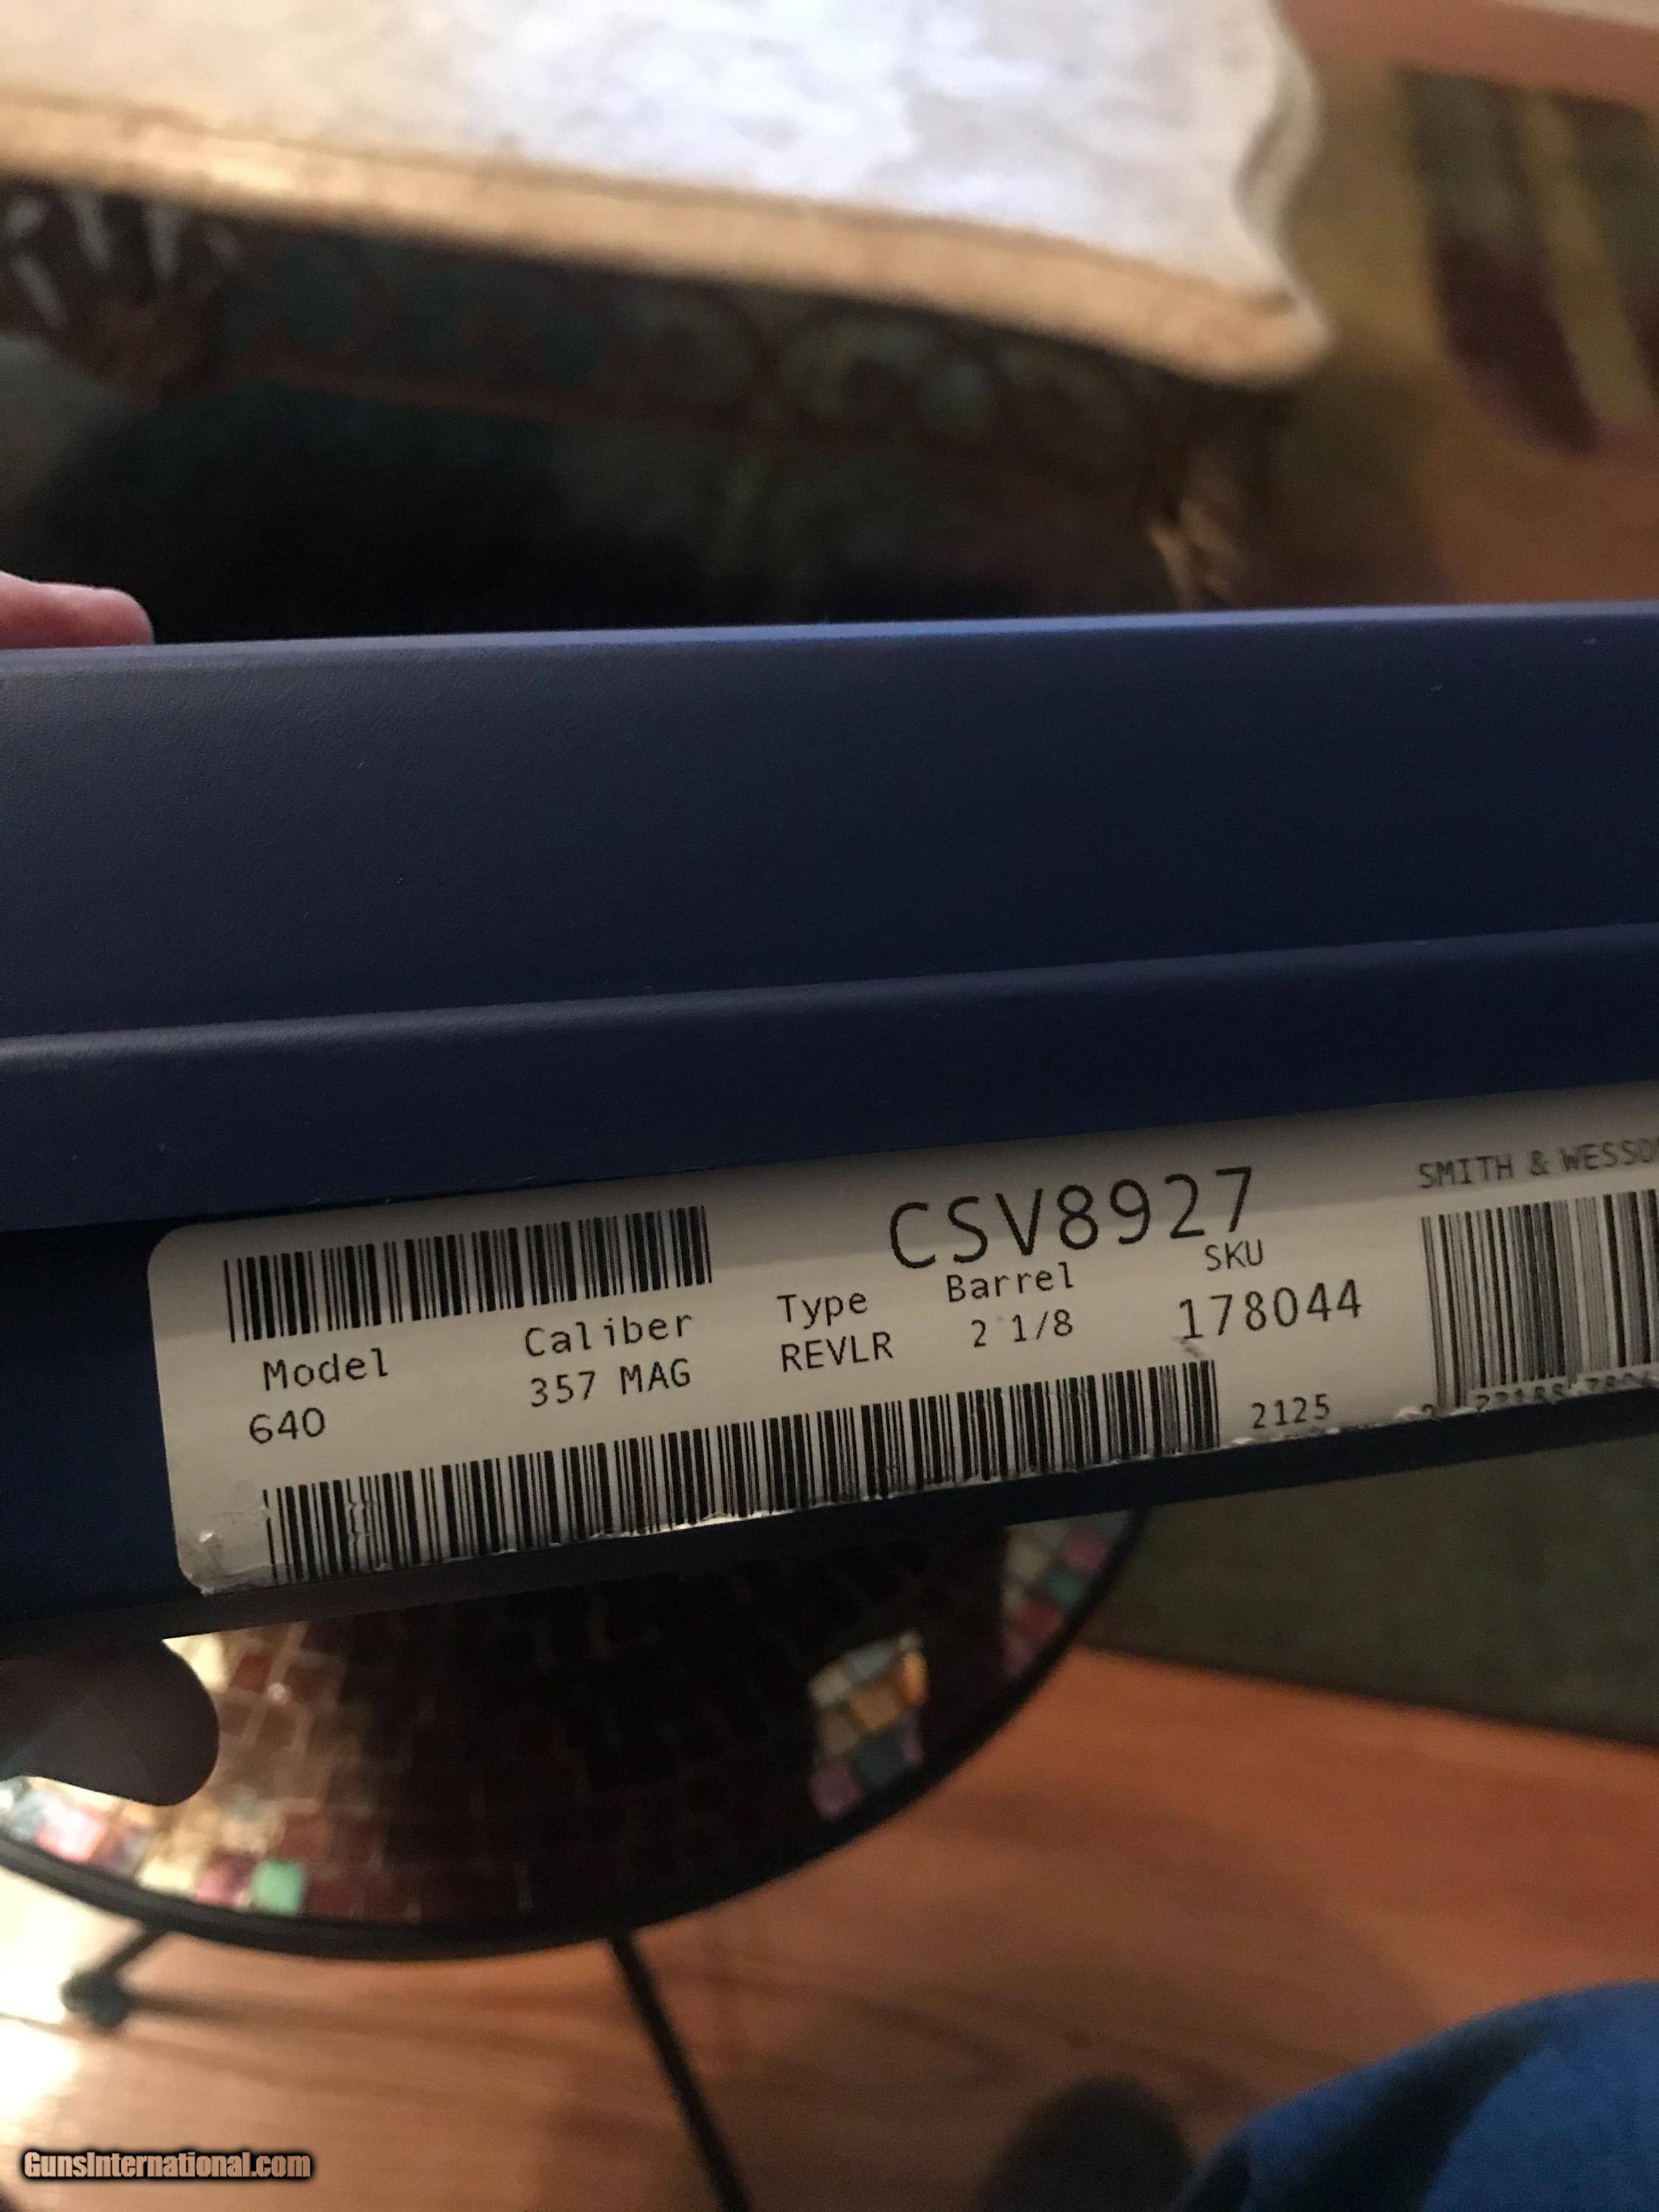 CSV8927
SMITH & WESSO
Model Caliber Type Barrel SKU
640 357 MAG REVLR 2 1/8 178044
2125
GunsInternational.com